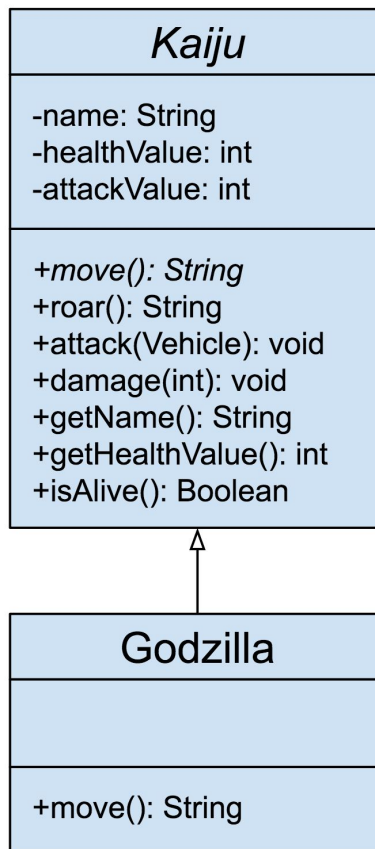 Kaiju
-name: String
-healthValue: int
-attackValue: int
+move(): String
+roar(): String
+attack(Vehicle): void
+damage(int): void
+getName(): String
+getHealthValue(): int
+isAlive(): Boolean
Godzilla
+move(): String